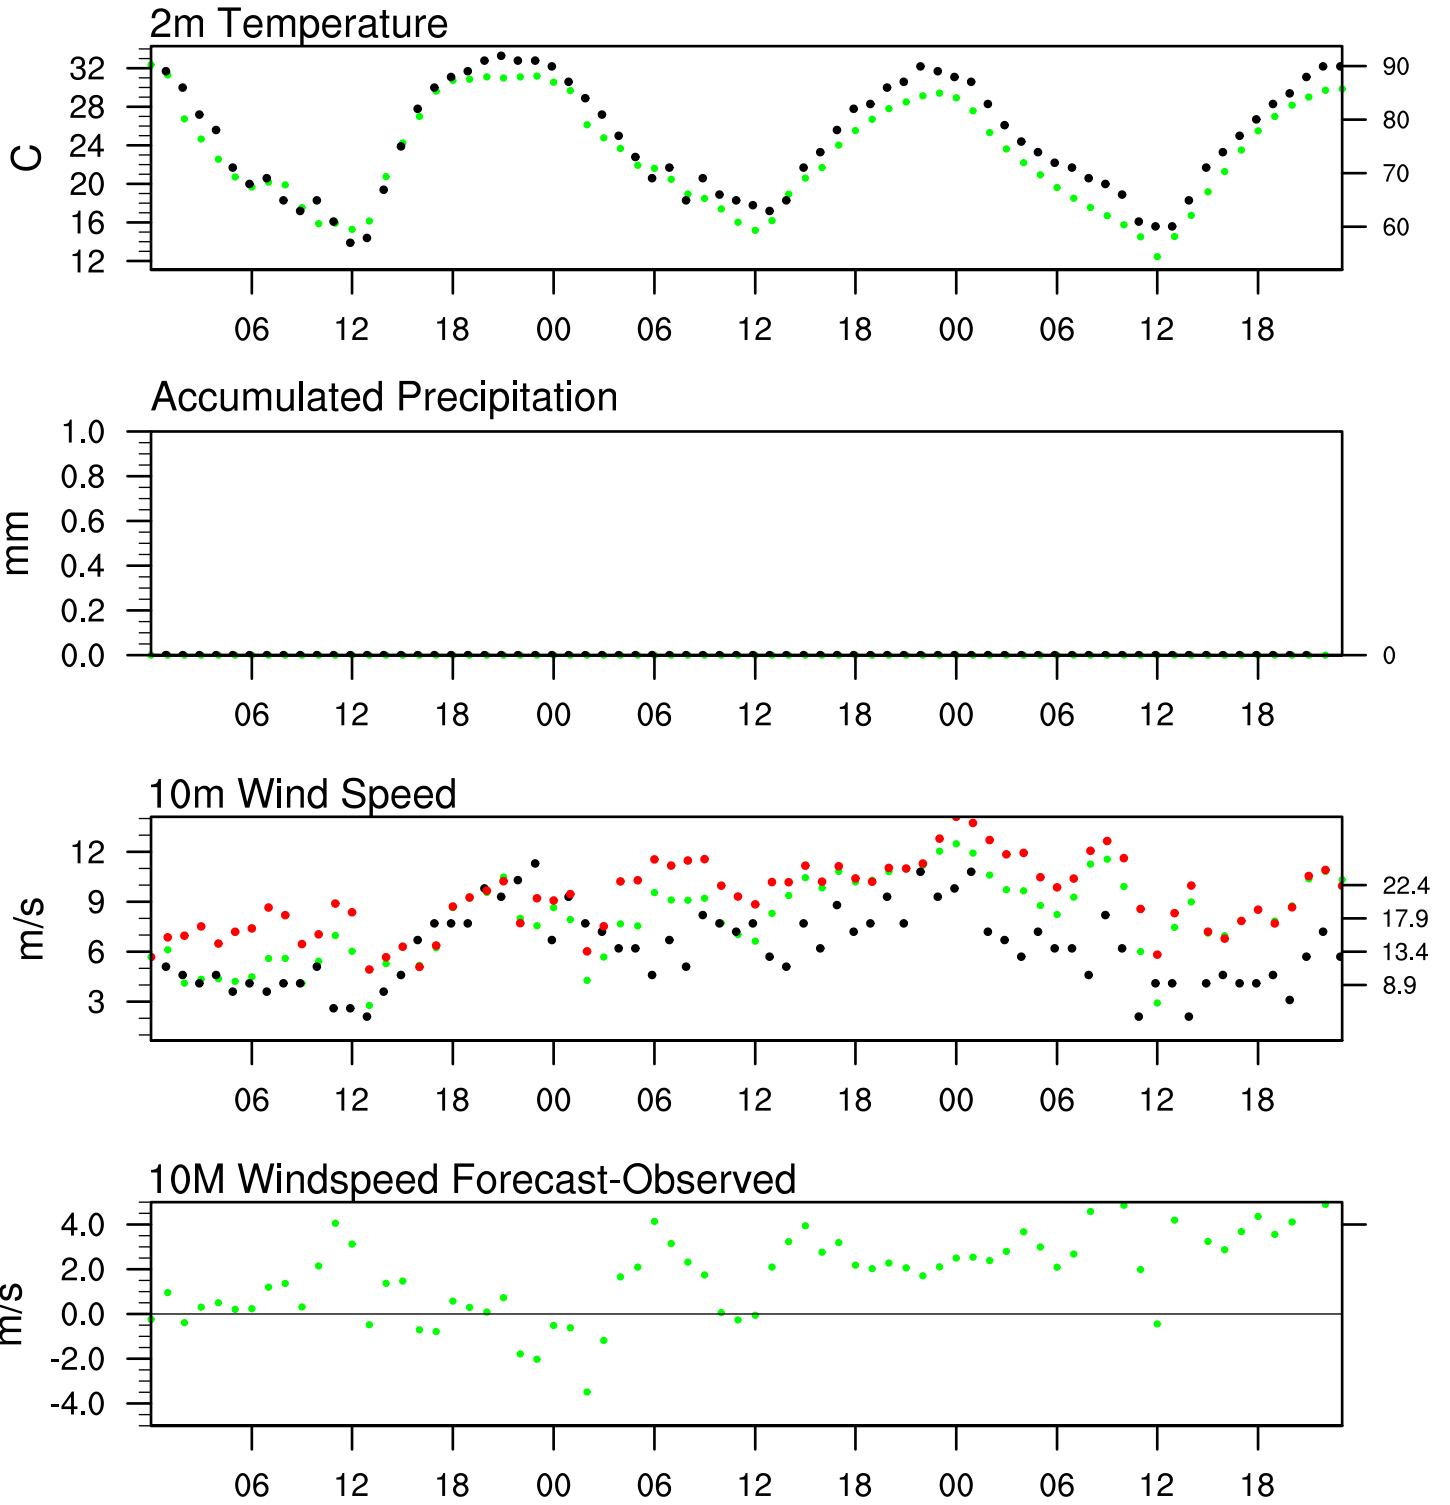 2m Temperature
32
28
24
20
16
12
C
90
80
70
60
06 12 18 00 06 12 18 00 06 12 18
Accumulated Precipitation
1.0
0.8
0.6
0.4
0.2
0.0
mm
0
06 12 18 00 06 12 18 00 06 12 18
10m Wind Speed
12
9
6
3
m/s
22.4
17.9
13.4
8.9
06 12 18 00 06 12 18 00 06 12 18
10M Windspeed Forecast-Observed
4.0
2.0
0.0
-2.0
-4.0
m/s
06 12 18 00 06 12 18 00 06 12 18